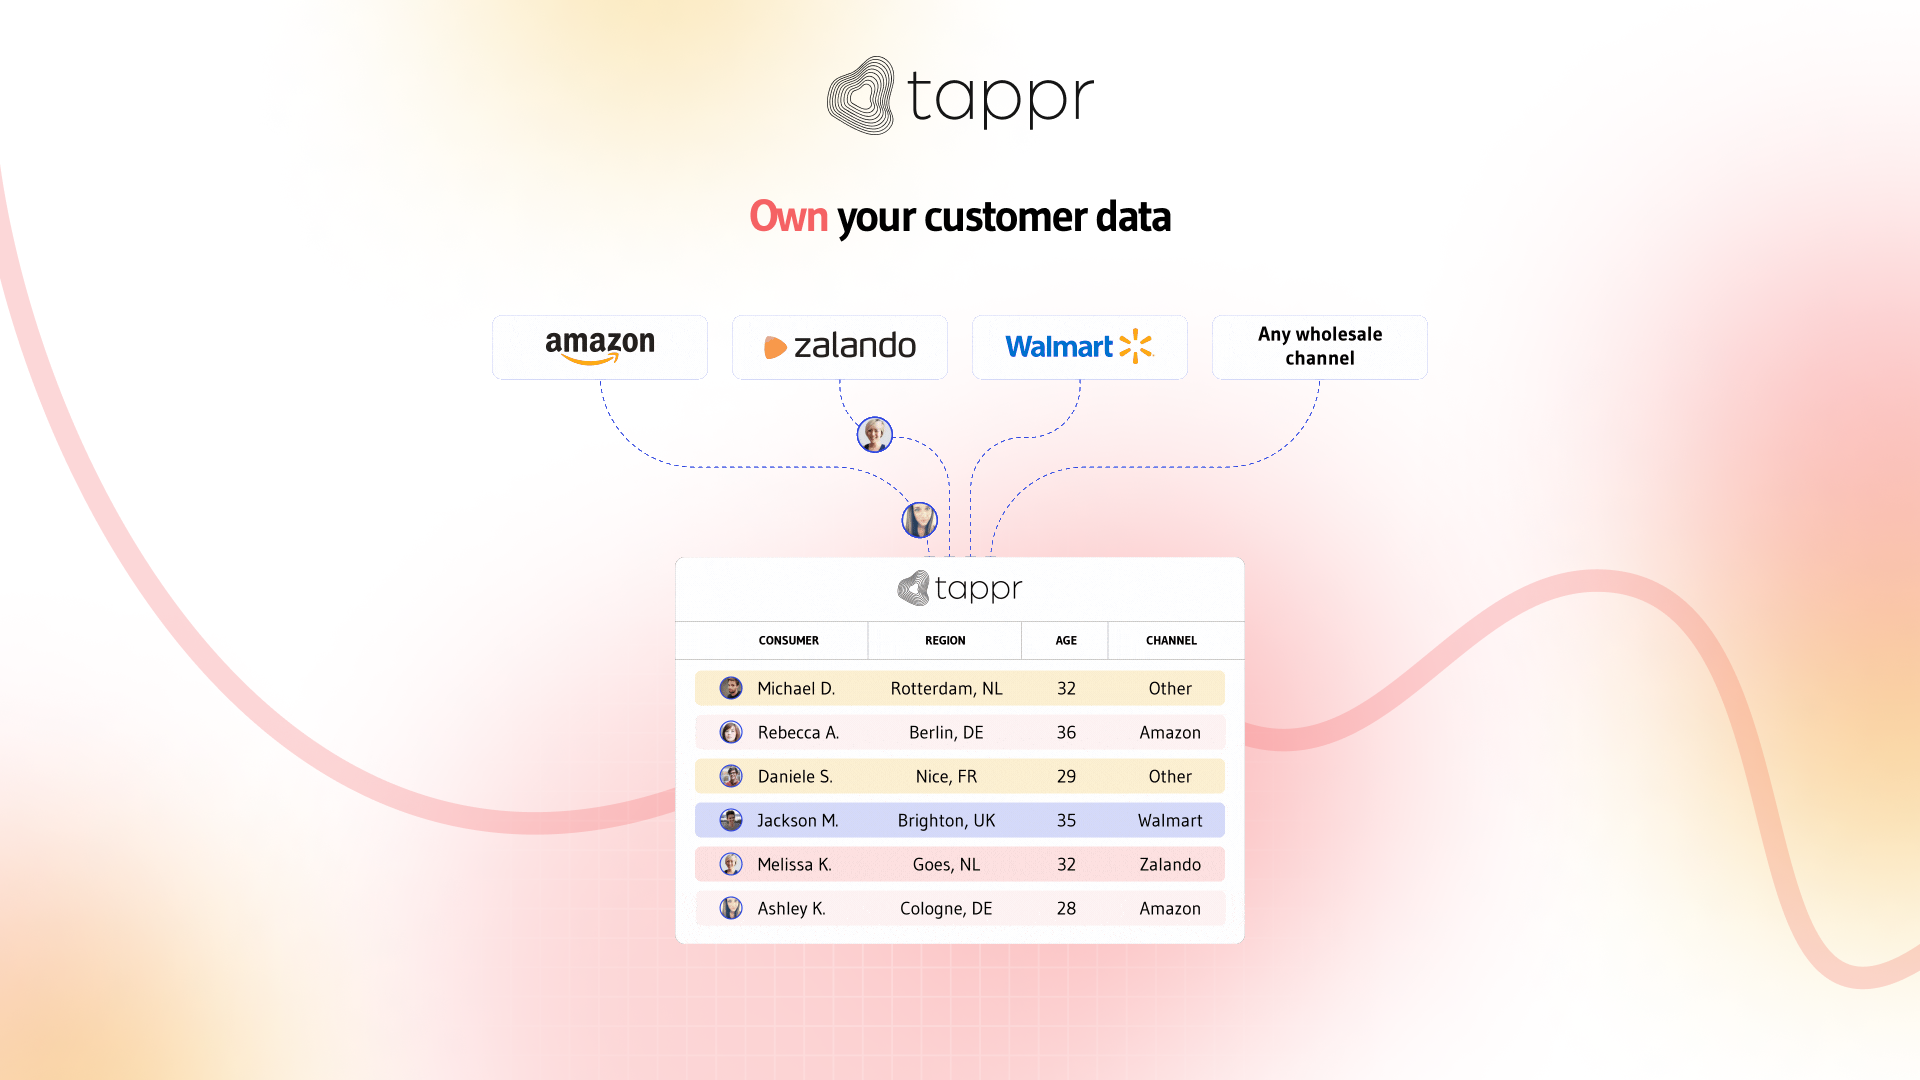 tappr
Own your customer data
amazon
zalando
Walmart
Any wholesale
channel
tappr
CONSUMER REGION AGE CHANNEL
Michael D. Rotterdam, NL 32 Other
Rebecca A. Berlin, DE 36 Amazon
Daniele S. Nice, FR 29 Other
Jackson M. Brighton, UK 35 Walmart
Melissa K. Goes, NL 32 Zalando
Ashley K. Cologne, DE 28 Amazon